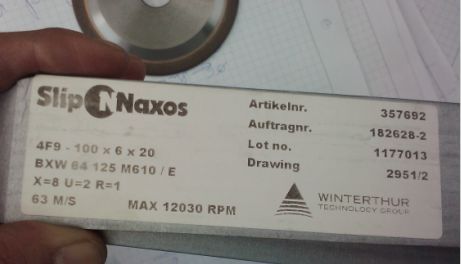 Slip Naxos
4F9 - 100 x 6 x 20
BXW 64 125 M610 / E
X=8 U=2 R=1
63 M/S MAX 12030 RPM
Artikelnr. 357692
Auftragnr. 182628-2
Lot no. 1177013
Drawing 2951/2
WINTERTHUR
TECHNOLOGY GROUP